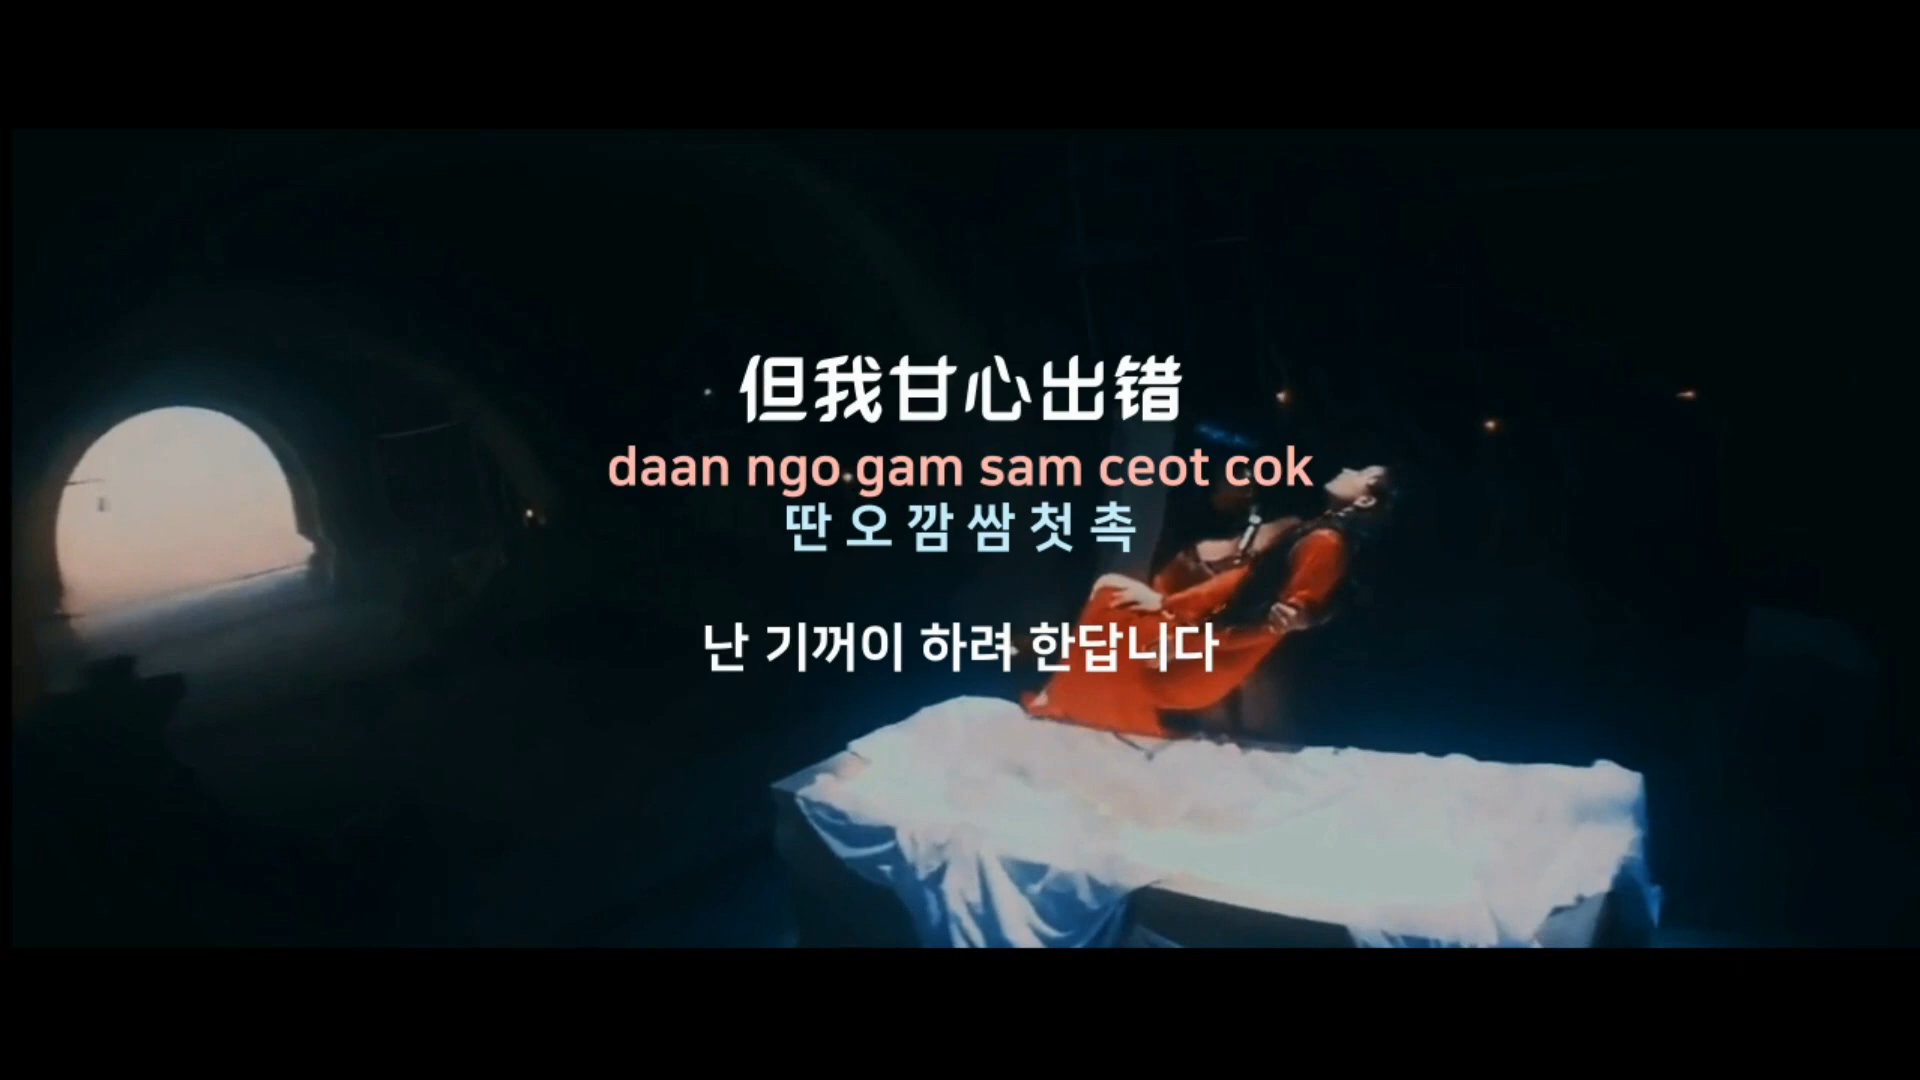 但我甘心出错
daan ngo gam sam ceot cok
딴 오 깜 쌈 첫 촉
난 기꺼이 하려 한답니다